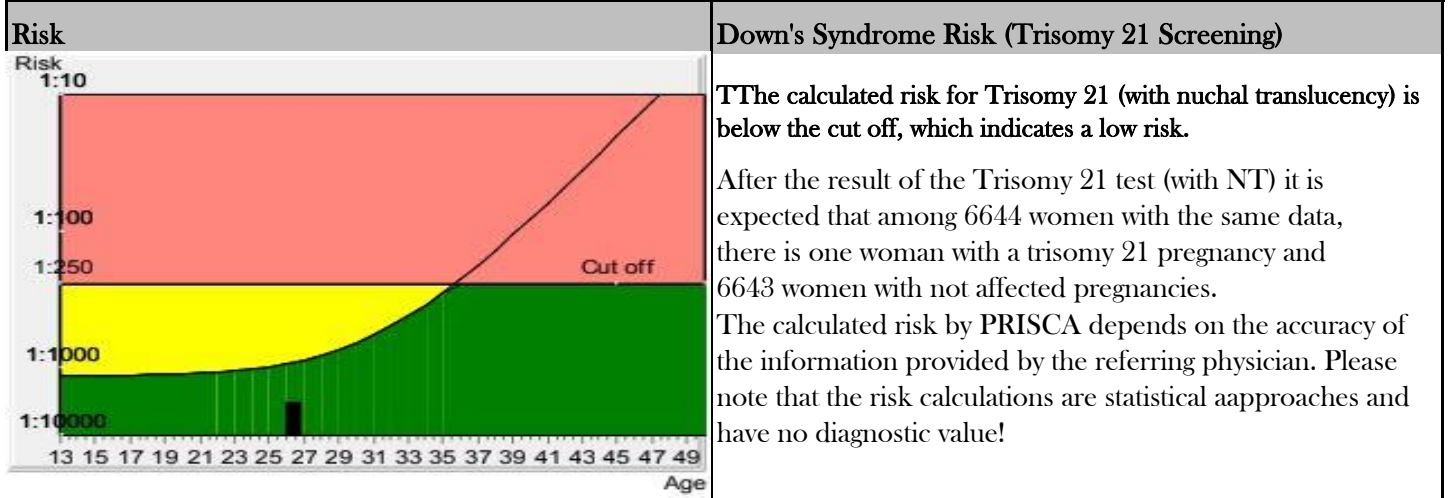 Risk
Down's Syndrome Risk (Trisomy 21 Screening)
Risk
1:10
1:100
1:250
Cut off
1:1000
1:10000
13 15 17 19 21 23 25 27 29 31 33 35 37 39 41 43 45 47 49
Age
TThe calculated risk for Trisomy 21 (with nuchal translucency) is
below the cut off, which indicates a low risk.
After the result of the Trisomy 21 test (with NT) it is
expected that among 6644 women with the same data,
there is one woman with a trisomy 21 pregnancy and
6643 women with not affected pregnancies.
The calculated risk by PRISCA depends on the accuracy of
the information provided by the referring physician. Please
note that the risk calculations are statistical aapproaches and
have no diagnostic value!